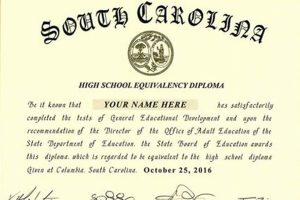 SOUTH CAROLINA
HIGH SCHOOL EQUIVALENCY DIPLOMA
Be it known that YOUR NAME HERE has satisfactorily
completed the tests of General Educational Development and upon
the recommendation of the Director of the Office of Adult Education of the
State Department of Education. the State Board of Education awards
this diploma. which is regarded to be equivalent to the high school diploma
Given at Columbia. South Carolina. October 25, 2016